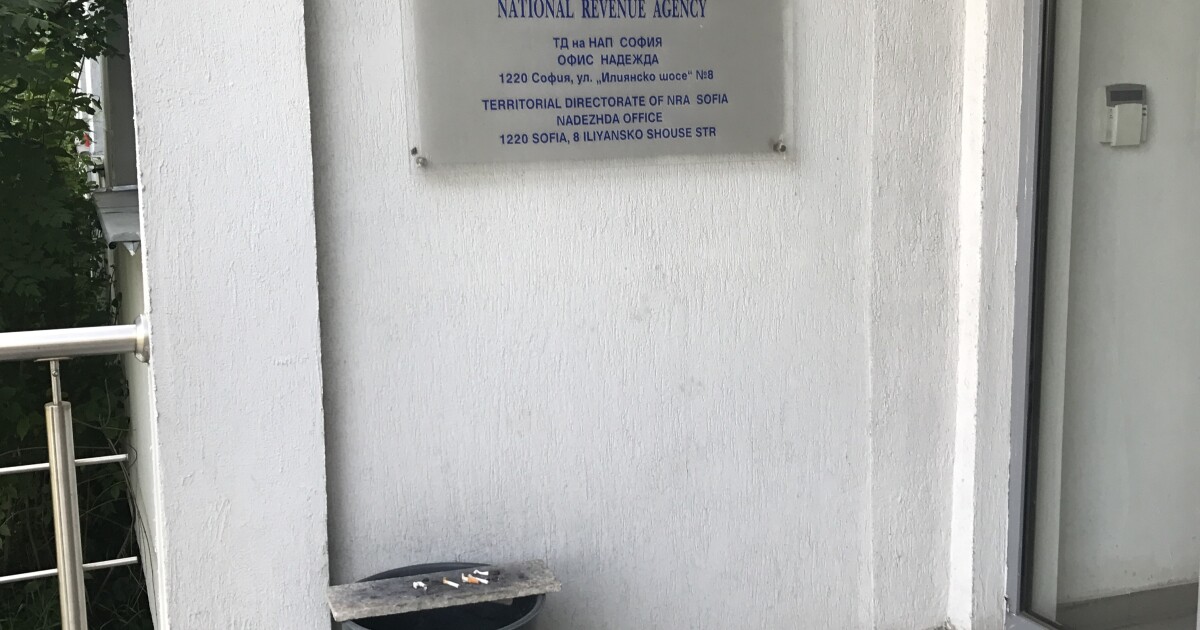 NATIONAL REVENUE AGENCY
ТД на НАП СОФИЯ
ОФИС НАДЕЖДА
1220 София, ул. „Илиянско шосе“ №8
TERRITORIAL DIRECTORATE OF NRA SOFIA
NADEZHDA OFFICE
1220 SOFIA, 8 ILIYANSKO SHOUSE STR